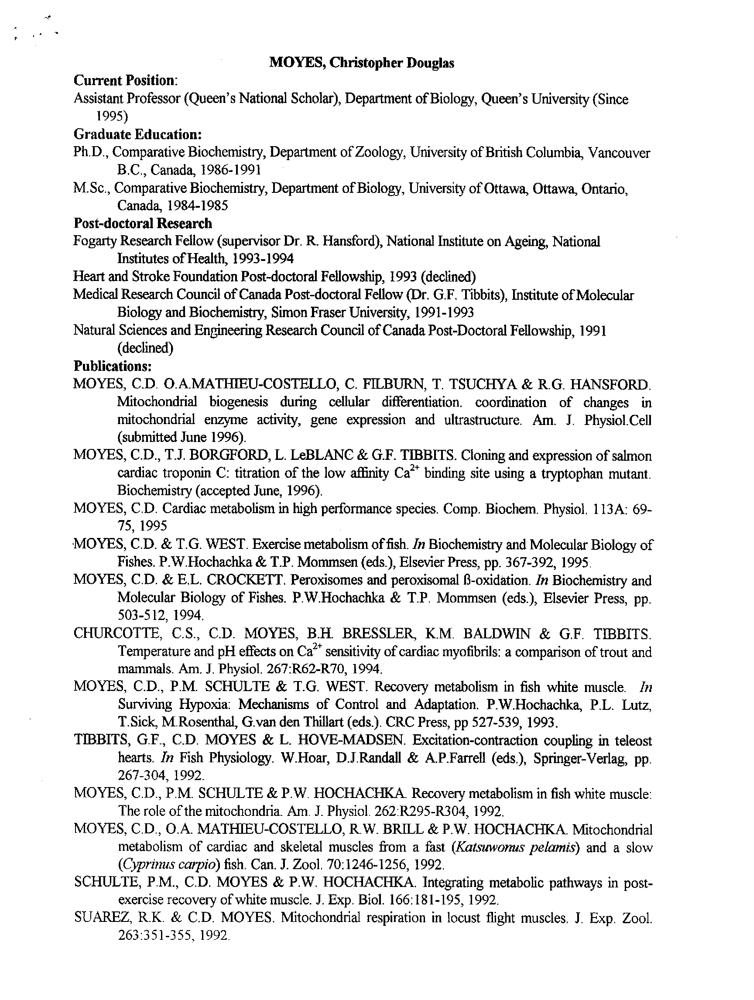 MOYES, Christopher Douglas
Current Position:
Assistant Professor (Queen's National Scholar), Department of Biology, Queen's University (Since
1995)
Graduate Education:
Ph.D., Comparative Biochemistry, Department of Zoology, University of British Columbia, Vancouver
B.C., Canada, 1986-1991
M.Sc., Comparative Biochemistry, Department of Biology, University of Ottawa, Ottawa, Ontario,
Canada, 1984-1985
Post-doctoral Research
Fogarty Research Fellow (supervisor Dr. R. Hansford), National Institute on Ageing, National
Institutes of Health, 1993-1994
Heart and Stroke Foundation Post-doctoral Fellowship, 1993 (declined)
Medical Research Council of Canada Post-doctoral Fellow (Dr. G.F. Tibbits), Institute of Molecular
Biology and Biochemistry, Simon Fraser University, 1991-1993
Natural Sciences and Engineering Research Council of Canada Post-Doctoral Fellowship, 1991
(declined)
Publications:
MOYES, C.D. O.A.MATHIEU-COSTELLO, C. FILBURN, T. TSUCHYA & R.G. HANSFORD.
Mitochondrial biogenesis during cellular differentiation. coordination of changes in
mitochondrial enzyme activity, gene expression and ultrastructure. Am. J. Physiol.Cell
(submitted June 1996).
MOYES, C.D., T.J. BORGFORD, L. LeBLANC & G.F. TIBBITS. Cloning and expression of salmon
cardiac troponin C: titration of the low affinity Ca²⁺ binding site using a tryptophan mutant.
Biochemistry (accepted June, 1996).
MOYES, C.D. Cardiac metabolism in high performance species. Comp. Biochem. Physiol. 113A: 69-
75, 1995
MOYES, C.D. & T.G. WEST. Exercise metabolism of fish. In Biochemistry and Molecular Biology of
Fishes. P.W.Hochachka & T.P. Mommsen (eds.), Elsevier Press, pp. 367-392, 1995.
MOYES, C.D. & E.L. CROCKETT. Peroxisomes and peroxisomal ß-oxidation. In Biochemistry and
Molecular Biology of Fishes. P.W.Hochachka & T.P. Mommsen (eds.), Elsevier Press, pp.
503-512, 1994.
CHURCOTTE, C.S., C.D. MOYES, B.H. BRESSLER, K.M. BALDWIN & G.F. TIBBITS.
Temperature and pH effects on Ca²⁺ sensitivity of cardiac myofibrils: a comparison of trout and
mammals. Am. J. Physiol. 267:R62-R70, 1994.
MOYES, C.D., P.M. SCHULTE & T.G. WEST. Recovery metabolism in fish white muscle. In
Surviving Hypoxia: Mechanisms of Control and Adaptation. P.W.Hochachka, P.L. Lutz,
T.Sick, M.Rosenthal, G.van den Thillart (eds.). CRC Press, pp 527-539, 1993.
TIBBITS, G.F., C.D. MOYES & L. HOVE-MADSEN. Excitation-contraction coupling in teleost
hearts. In Fish Physiology. W.Hoar, D.J.Randall & A.P.Farrell (eds.), Springer-Verlag, pp.
267-304, 1992.
MOYES, C.D., P.M. SCHULTE & P.W. HOCHACHKA. Recovery metabolism in fish white muscle:
The role of the mitochondria. Am. J. Physiol. 262:R295-R304, 1992.
MOYES, C.D., O.A. MATHIEU-COSTELLO, R.W. BRILL & P.W. HOCHACHKA. Mitochondrial
metabolism of cardiac and skeletal muscles from a fast (Katsuwonus pelamis) and a slow
(Cyprinus carpio) fish. Can. J. Zool. 70:1246-1256, 1992.
SCHULTE, P.M., C.D. MOYES & P.W. HOCHACHKA. Integrating metabolic pathways in post-
exercise recovery of white muscle. J. Exp. Biol. 166:181-195, 1992.
SUAREZ, R.K. & C.D. MOYES. Mitochondrial respiration in locust flight muscles. J. Exp. Zool.
263:351-355, 1992.